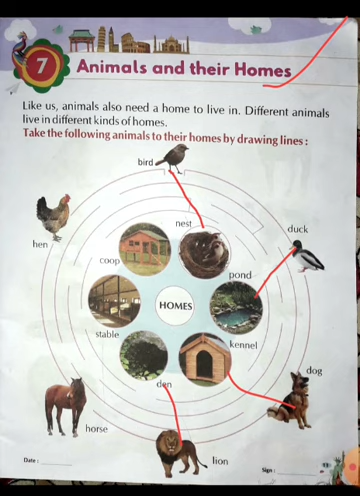 7 Animals and their Homes
Like us, animals also need a home to live in. Different animals
live in different kinds of homes.
Take the following animals to their homes by drawing lines :
bird
nest
duck
hen
coop
pond
HOMES
stable
kennel
den
dog
horse
lion
Date :
Sign :